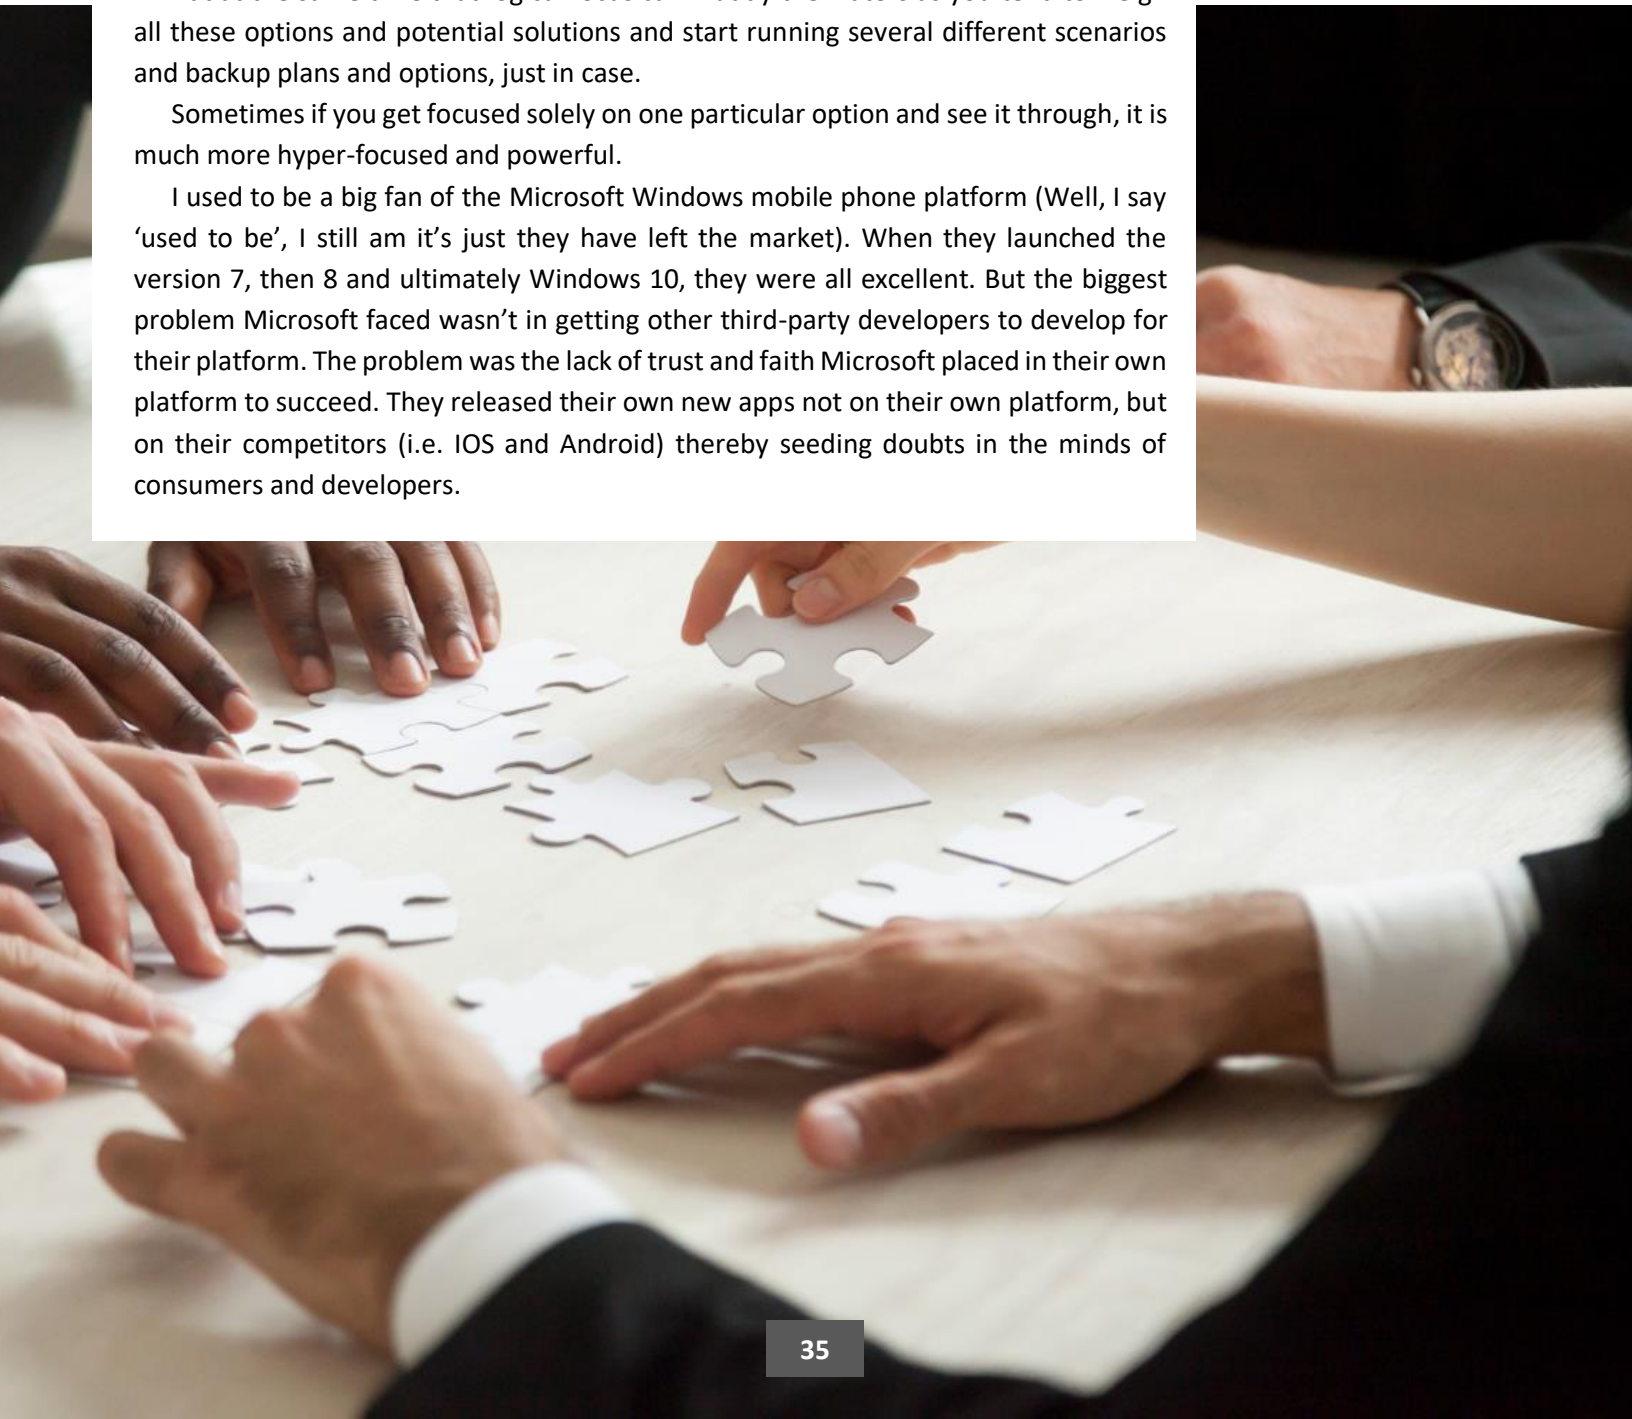 all these options and potential solutions and start running several different scenarios
and backup plans and options, just in case.
Sometimes if you get focused solely on one particular option and see it through, it is
much more hyper-focused and powerful.
I used to be a big fan of the Microsoft Windows mobile phone platform (Well, I say
‘used to be’, I still am it’s just they have left the market). When they launched the
version 7, then 8 and ultimately Windows 10, they were all excellent. But the biggest
problem Microsoft faced wasn’t in getting other third-party developers to develop for
their platform. The problem was the lack of trust and faith Microsoft placed in their own
platform to succeed. They released their own new apps not on their own platform, but
on their competitors (i.e. IOS and Android) thereby seeding doubts in the minds of
consumers and developers.
35